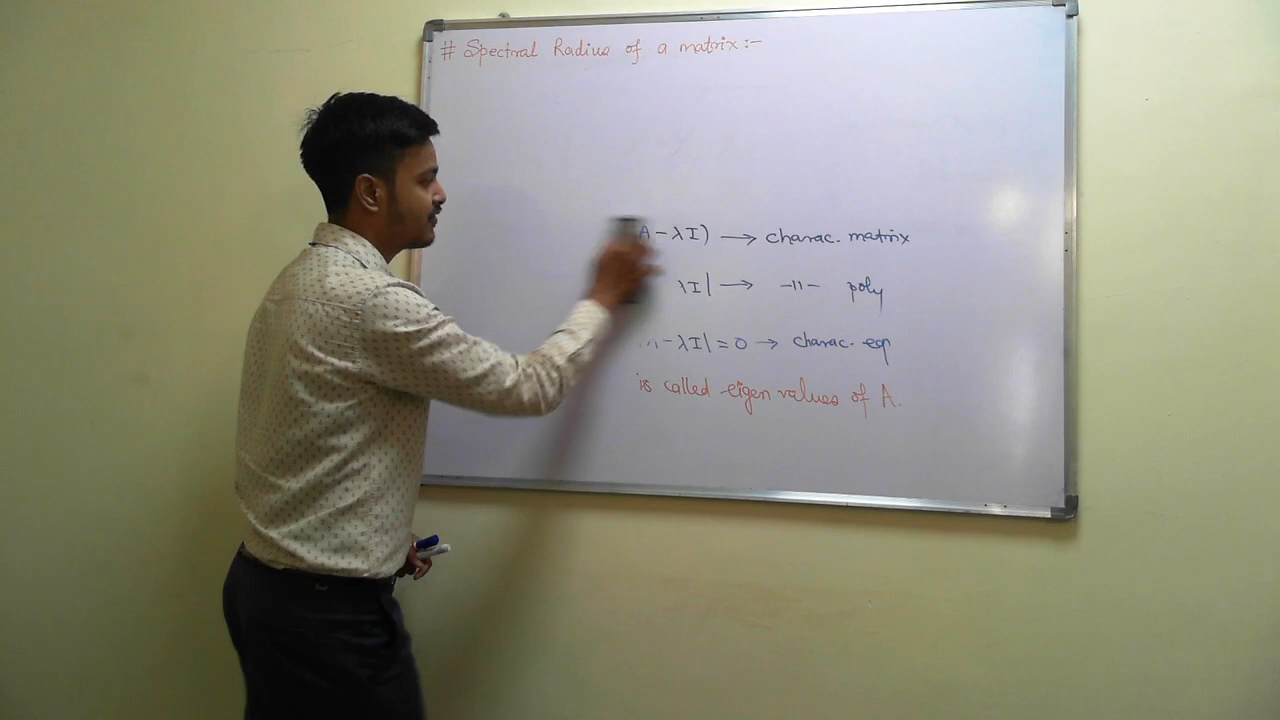 # Spectral Radius of a matrix:-
A-λI) → charac. matrix
λI| → -11- poly
-λI| = 0 → charac. eqn
is called eigen values of A.